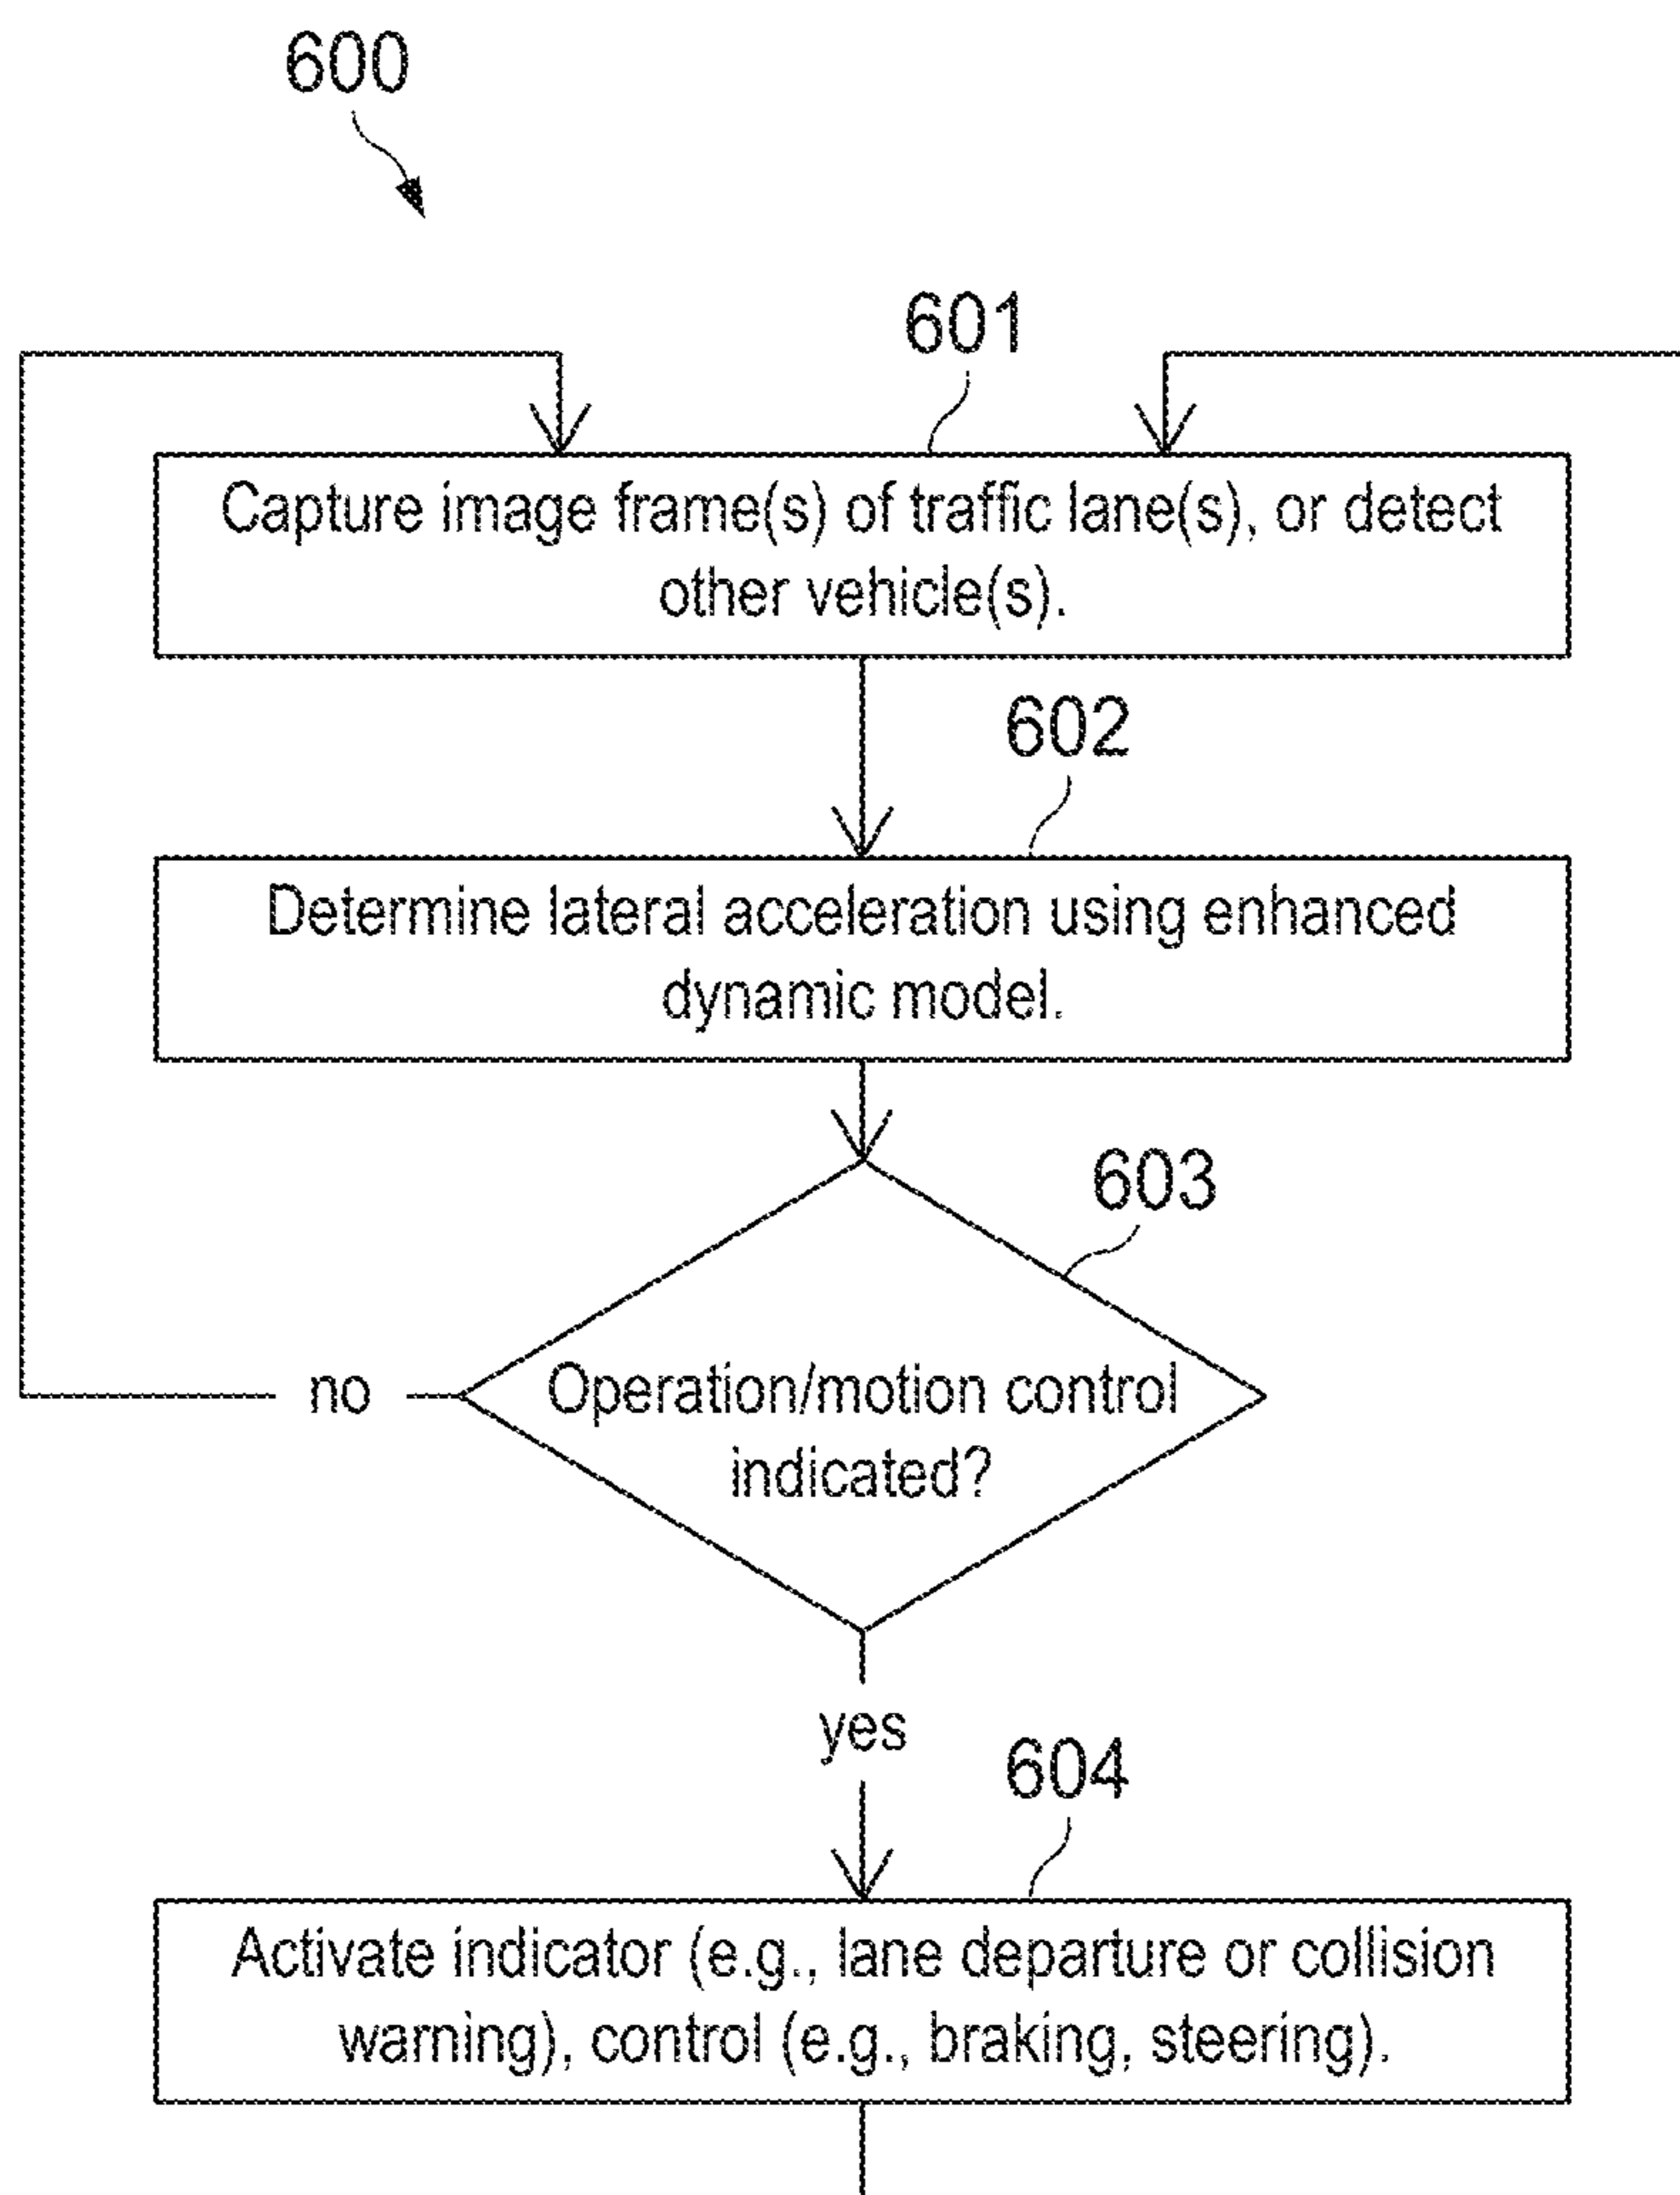 600
601
Capture image frame(s) of traffic lane(s), or detect
other vehicle(s).
602
Determine lateral acceleration using enhanced
dynamic model.
603
Operation/motion control
indicated?
no
yes
604
Activate indicator (e.g., lane departure or collision
warning), control (e.g., braking, steering).